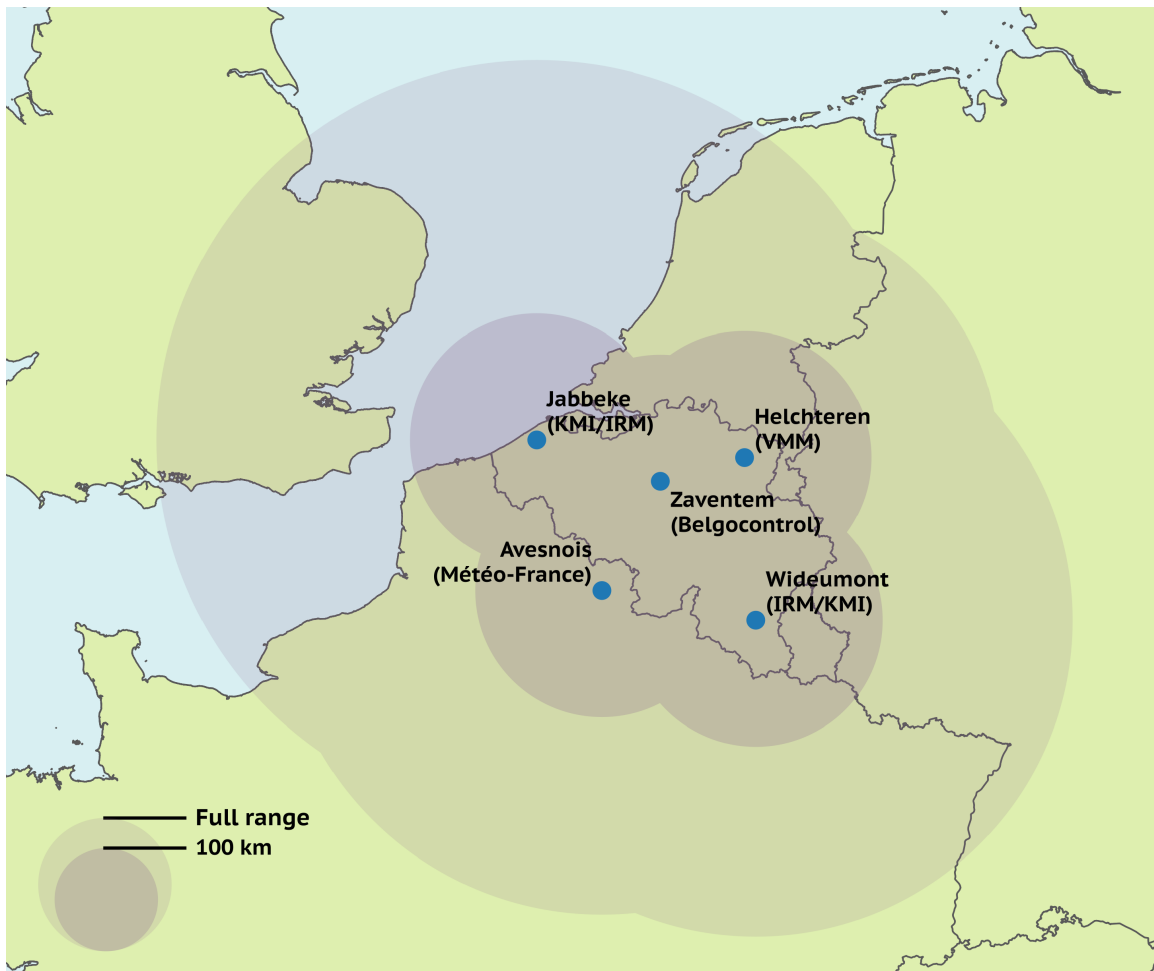 Jabbeke
(KMI/IRM)
Helchteren
(VMM)
Zaventem
(Belgocontrol)
Avesnois
(Météo-France)
Wideumont
(IRM/KMI)
Full range
100 km